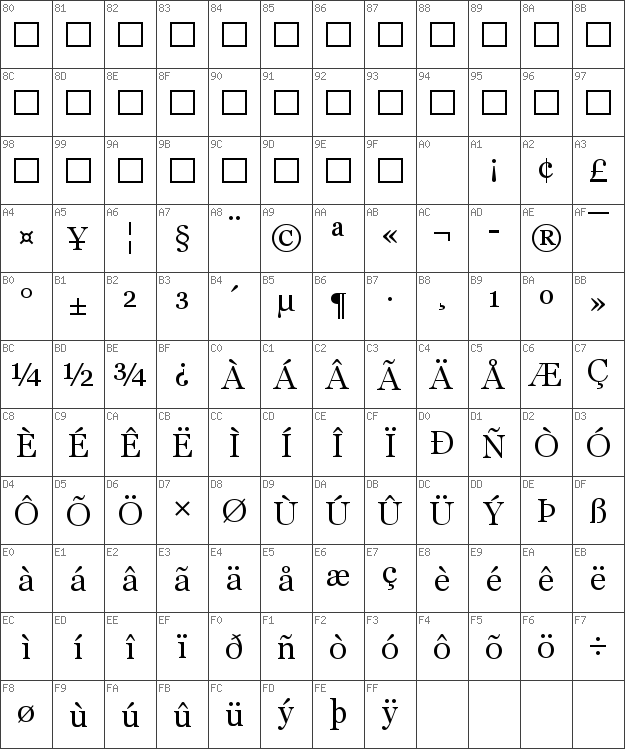 80 81 82 83 84 85 86 87 88 89 8A 8B
□ □ □ □ □ □ □ □ □ □ □ □
8C 8D 8E 8F 90 91 92 93 94 95 96 97
□ □ □ □ □ □ □ □ □ □ □ □
98 99 9A 9B 9C 9D 9E 9F A0 A1 A2 A3
□ □ □ □ □ □ □ □ ¡ ¢ £
A4 A5 A6 A7 A8 A9 AA AB AC AD AE AF
¤ ¥ ¦ § ¨ © ª « ¬ - ® ¯
B0 B1 B2 B3 B4 B5 B6 B7 B8 B9 BA BB
° ± ² ³ ´ µ ¶ · ¸ ¹ º »
BC BD BE BF C0 C1 C2 C3 C4 C5 C6 C7
¼ ½ ¾ ¿ À Á Â Ã Ä Å Æ Ç
C8 C9 CA CB CC CD CE CF D0 D1 D2 D3
È É Ê Ë Ì Í Î Ï Ð Ñ Ò Ó
D4 D5 D6 D7 D8 D9 DA DB DC DD DE DF
Ô Õ Ö × Ø Ù Ú Û Ü Ý Þ ß
E0 E1 E2 E3 E4 E5 E6 E7 E8 E9 EA EB
à á â ã ä å æ ç è é ê ë
EC ED EE EF F0 F1 F2 F3 F4 F5 F6 F7
ì í î ï ð ñ ò ó ô õ ö ÷
F8 F9 FA FB FC FD FE FF
ø ù ú û ü ý þ ÿ